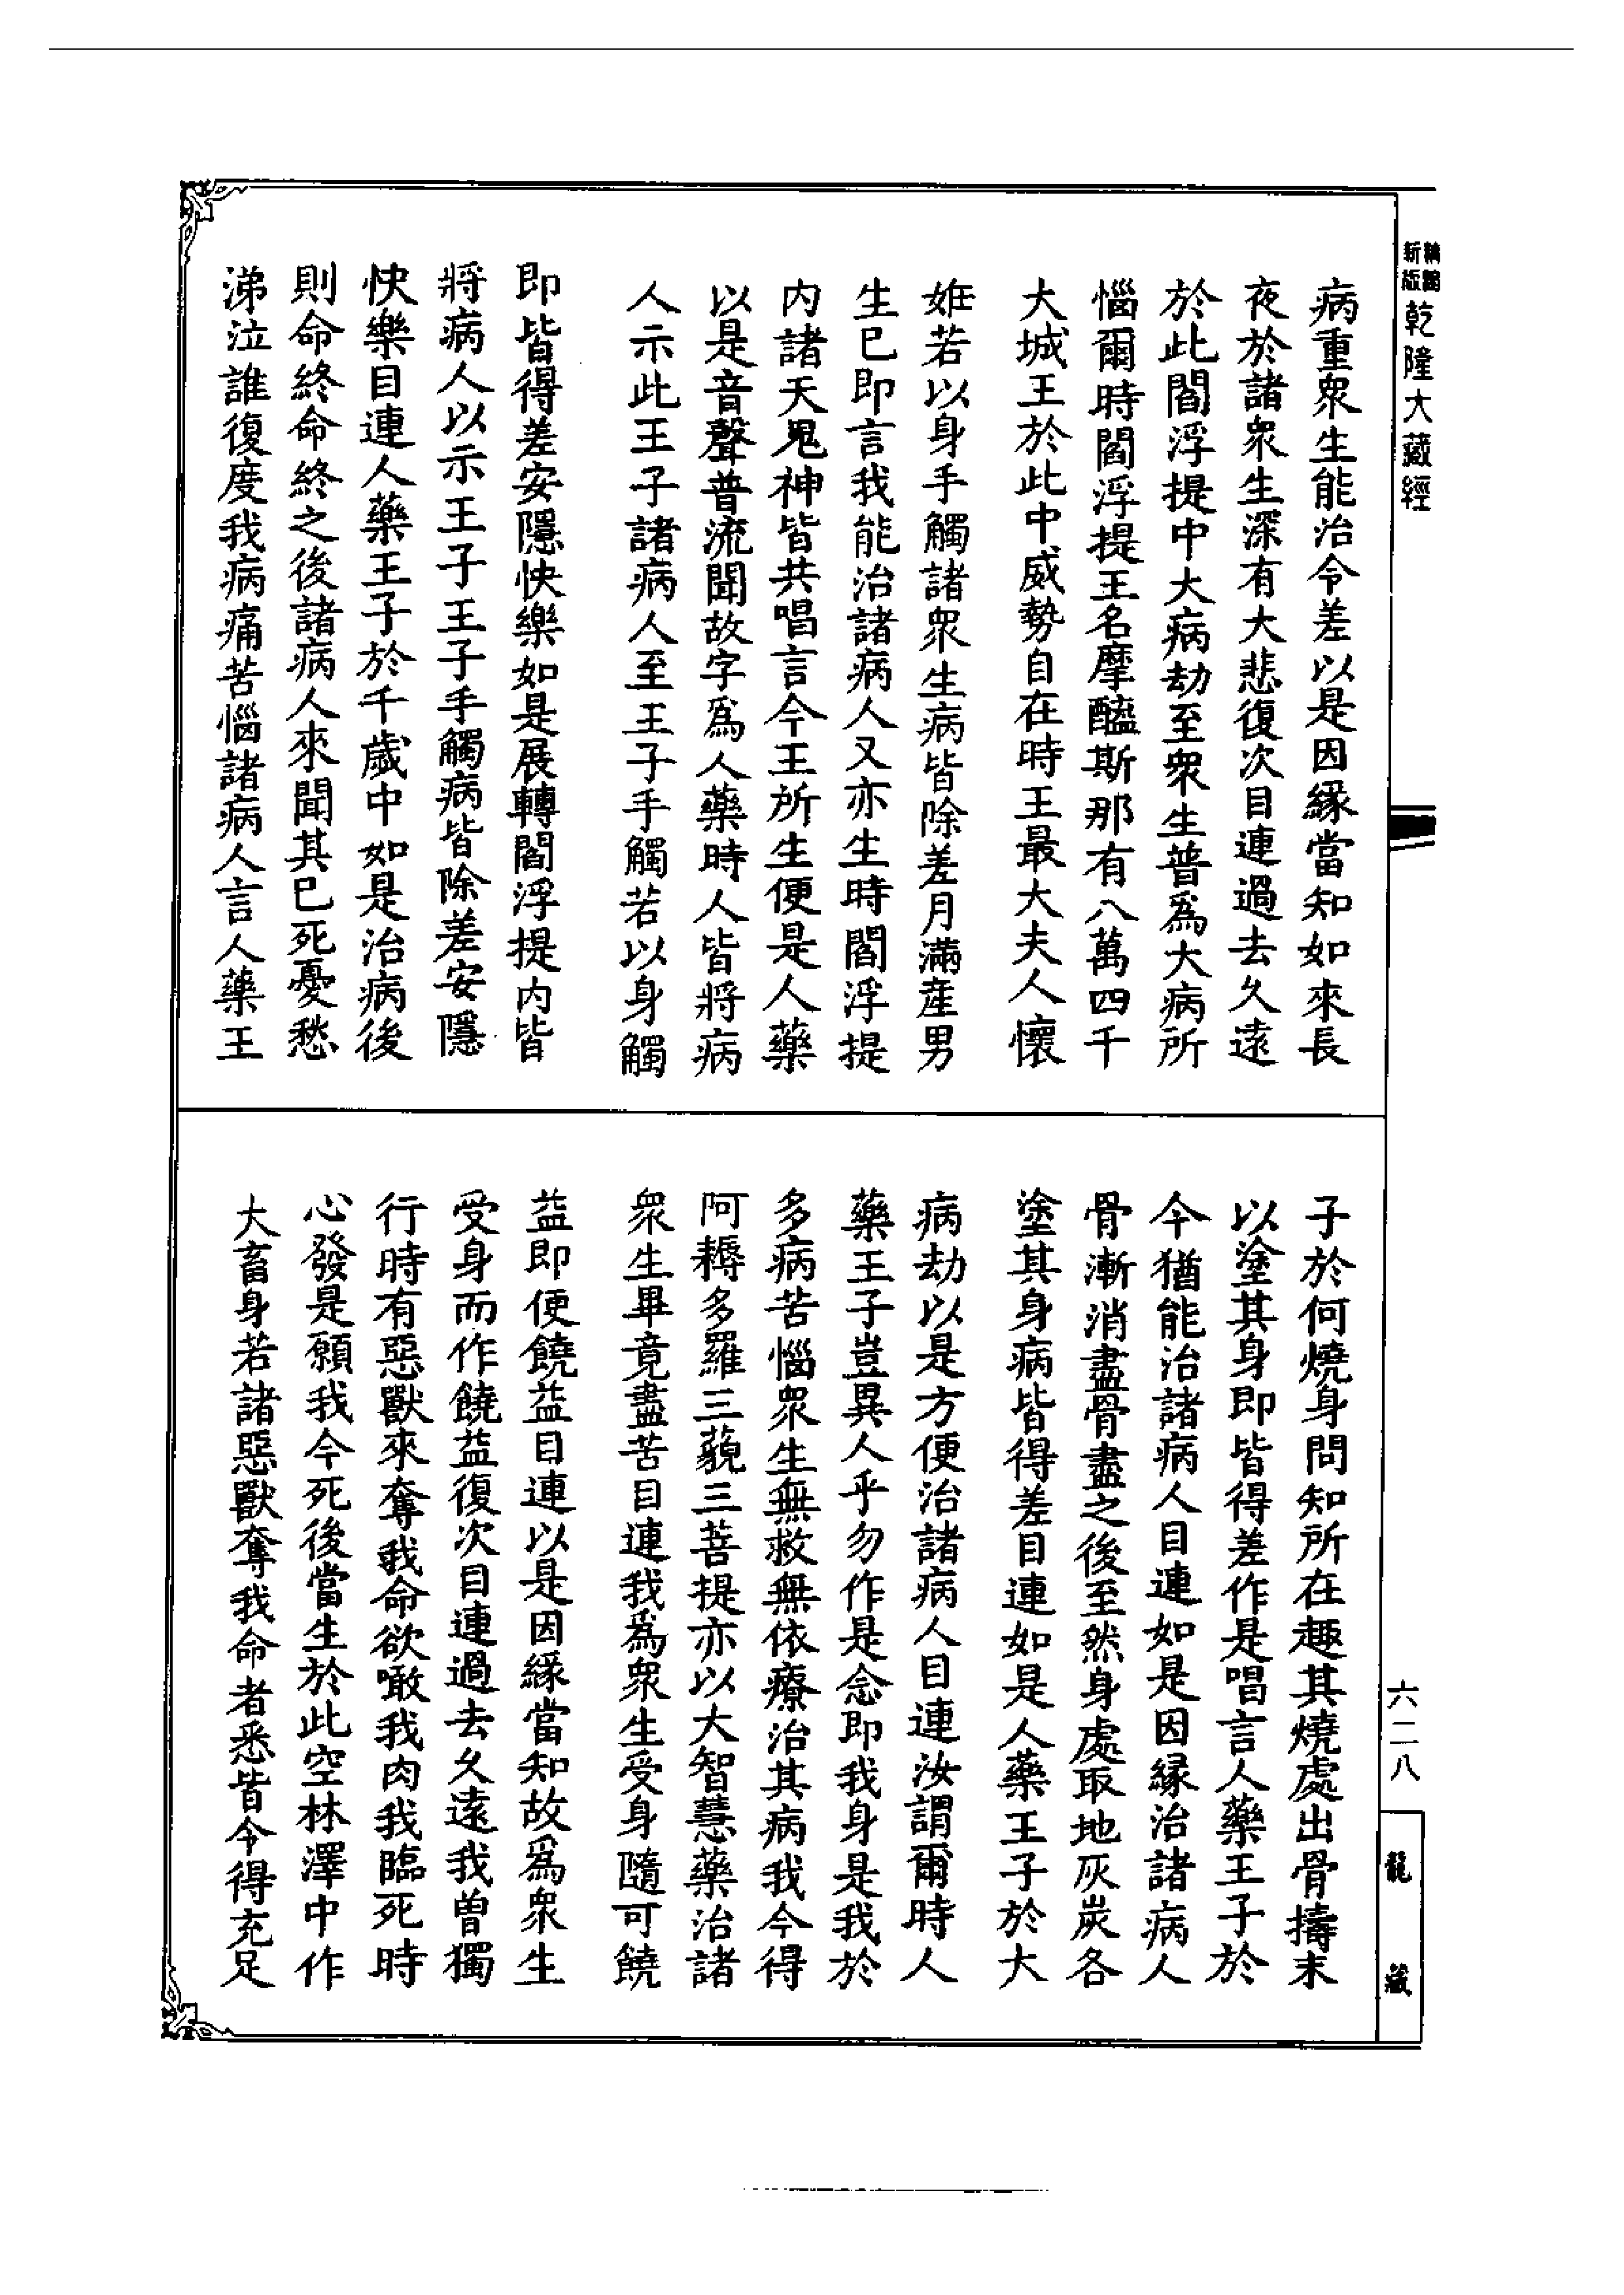 新編縮版 乾隆大藏經
病重衆生能治令差以是因縁當知如來長
夜於諸衆生深有大悲復次目連過去久遠
於此閻浮提中大病劫至衆生普爲大病所
惱爾時閻浮提王名摩醯斯那有八萬四千
大城王於此中威勢自在時王最大夫人懷
姙若以身手觸諸衆生病皆除差月滿産男
生已即言我能治諸病人又亦生時閻浮提
内諸天鬼神皆共唱言今王所生便是人藥
以是音聲普流聞故字爲人藥時人皆將病
人示此王子諸病人至王子手觸若以身觸
即皆得差安隱快樂如是展轉閻浮提内皆
將病人以示王子王子手觸病皆除差安隱
快樂目連人藥王子於千歲中如是治病後
則命終命終之後諸病人來聞其已死憂愁
涕泣誰復度我病痛苦惱諸病人言人藥王
子於何燒身問知所在趣其燒處出骨擣末
以塗其身即皆得差作是唱言人藥王子於
今猶能治諸病人目連如是因縁治諸病人
骨漸消盡骨盡之後至然身處取地灰炭各
塗其身病皆得差目連如是人藥王子於大
病劫以是方便治諸病人目連汝謂爾時人
藥王子豈異人乎勿作是念即我身是我於
多病苦惱衆生無救無依療治其病我今得
阿耨多羅三藐三菩提亦以大智慧藥治諸
衆生畢竟盡苦目連我爲衆生受身隨可饒
益即便饒益目連以是因縁當知故爲衆生
受身而作饒益復次目連過去久遠我曽獨
行時有惡獸來奪我命欲噉我肉我臨死時
心發是願我今死後當生於此空林澤中作
大畜身若諸惡獸奪我命者悉皆令得充足
六二八
龍藏